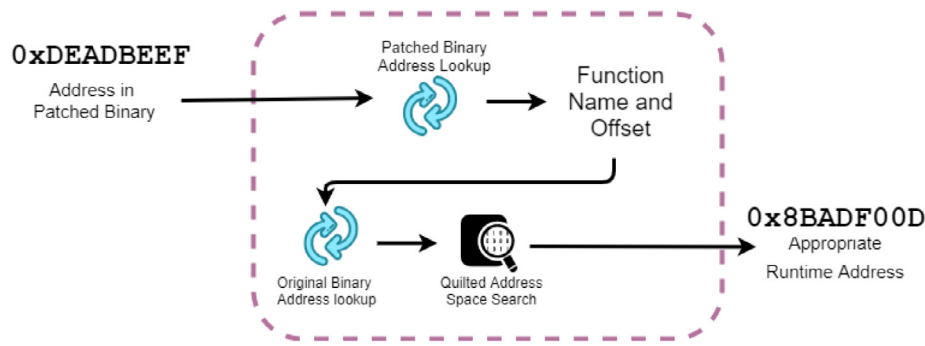 0xDEADBEEF
Address in
Patched Binary
Patched Binary
Address Lookup
Function
Name and
Offset
Original Binary
Address lookup
Quilted Address
Space Search
0x8BADF00D
Appropriate
Runtime Address